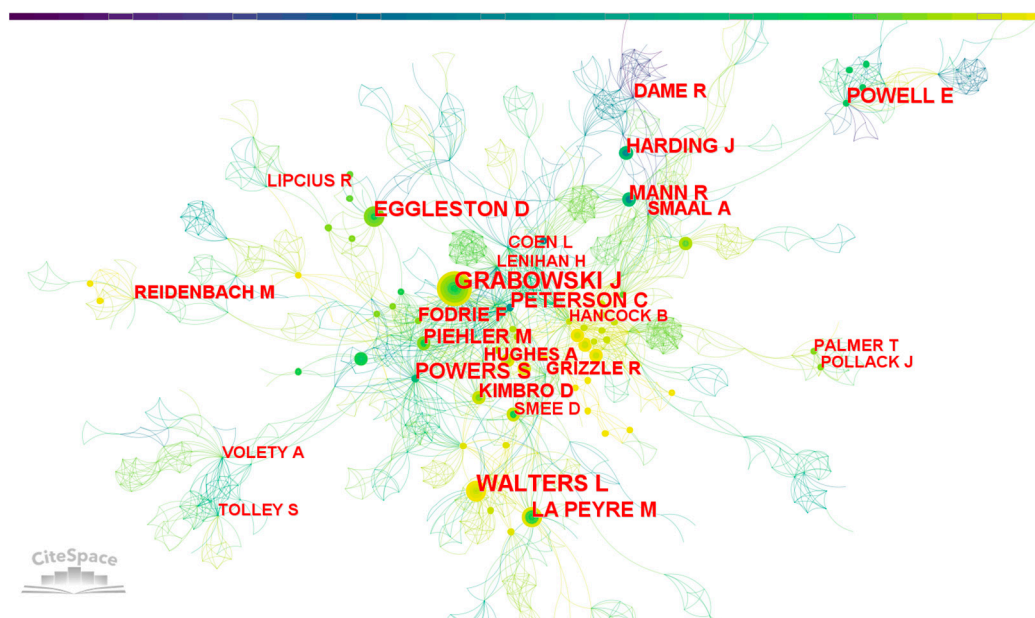 DAME R
POWELL E
HARDING J
LIPCIUS R
MANN R
EGGLESTON D
SMAAL A
COEN L
LENIHAN H
GRABOWSKI J
REIDENBACH M
PETERSON C
FODRIE F
HANCOCK B
PIEHLER M
PALMER T
HUGHES A
POLLACK J
POWERS S
GRIZZLE R
KIMBRO D
SMEE D
VOLETY A
WALTERS L
TOLLEY S
LA PEYRE M
CiteSpace